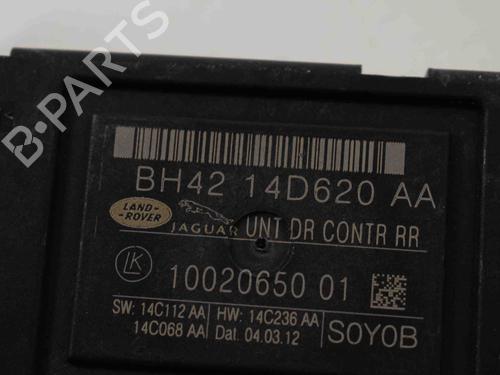 B-PARTS
BH42 14D620 AA
LAND-
ROVER
JAGUAR UNT DR CONTR RR
LK 10020650 01
SW: 14C112 AA HW: 14C236 AA
14C068 AA Dat. 04.03.12
S0Y0B